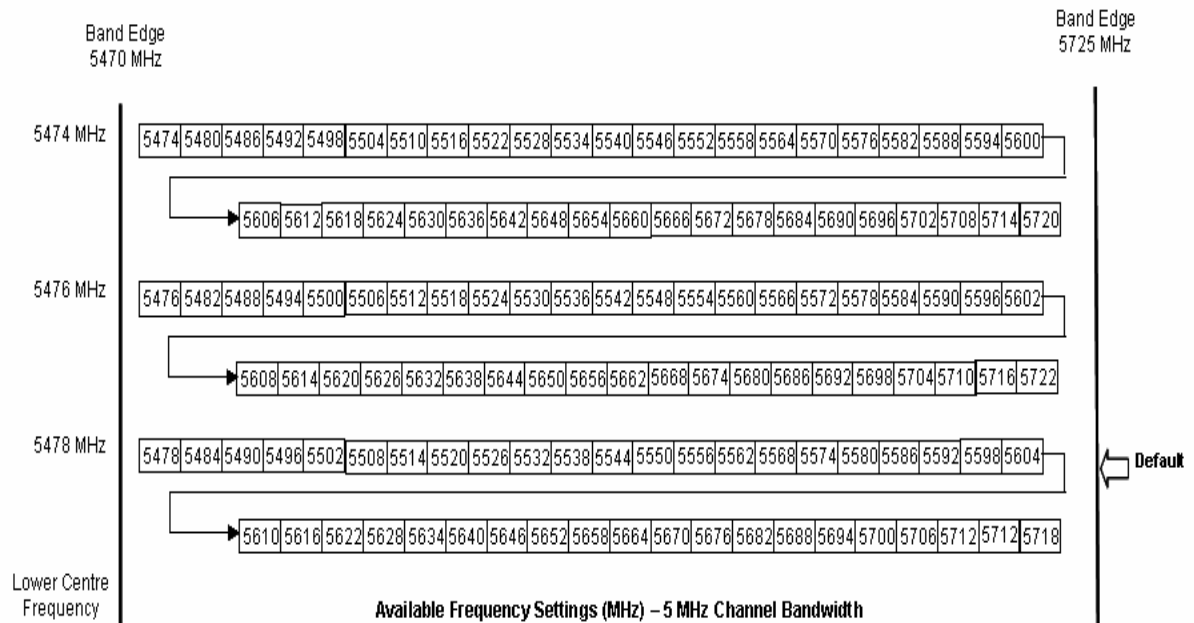 Band Edge
5470 MHz
Band Edge
5725 MHz
5474 MHz
5474 5480 5486 5492 5498 5504 5510 5516 5522 5528 5534 5540 5546 5552 5558 5564 5570 5576 5582 5588 5594 5600
5606 5612 5618 5624 5630 5636 5642 5648 5654 5660 5666 5672 5678 5684 5690 5696 5702 5708 5714 5720
5476 MHz
5476 5482 5488 5494 5500 5506 5512 5518 5524 5530 5536 5542 5548 5554 5560 5566 5572 5578 5584 5590 5596 5602
5608 5614 5620 5626 5632 5638 5644 5650 5656 5662 5668 5674 5680 5686 5692 5698 5704 5710 5716 5722
5478 MHz
5478 5484 5490 5496 5502 5508 5514 5520 5526 5532 5538 5544 5550 5556 5562 5568 5574 5580 5586 5592 5598 5604
Default
5610 5616 5622 5628 5634 5640 5646 5652 5658 5664 5670 5676 5682 5688 5694 5700 5706 5712 5712 5718
Lower Centre
Frequency
Available Frequency Settings (MHz) – 5 MHz Channel Bandwidth